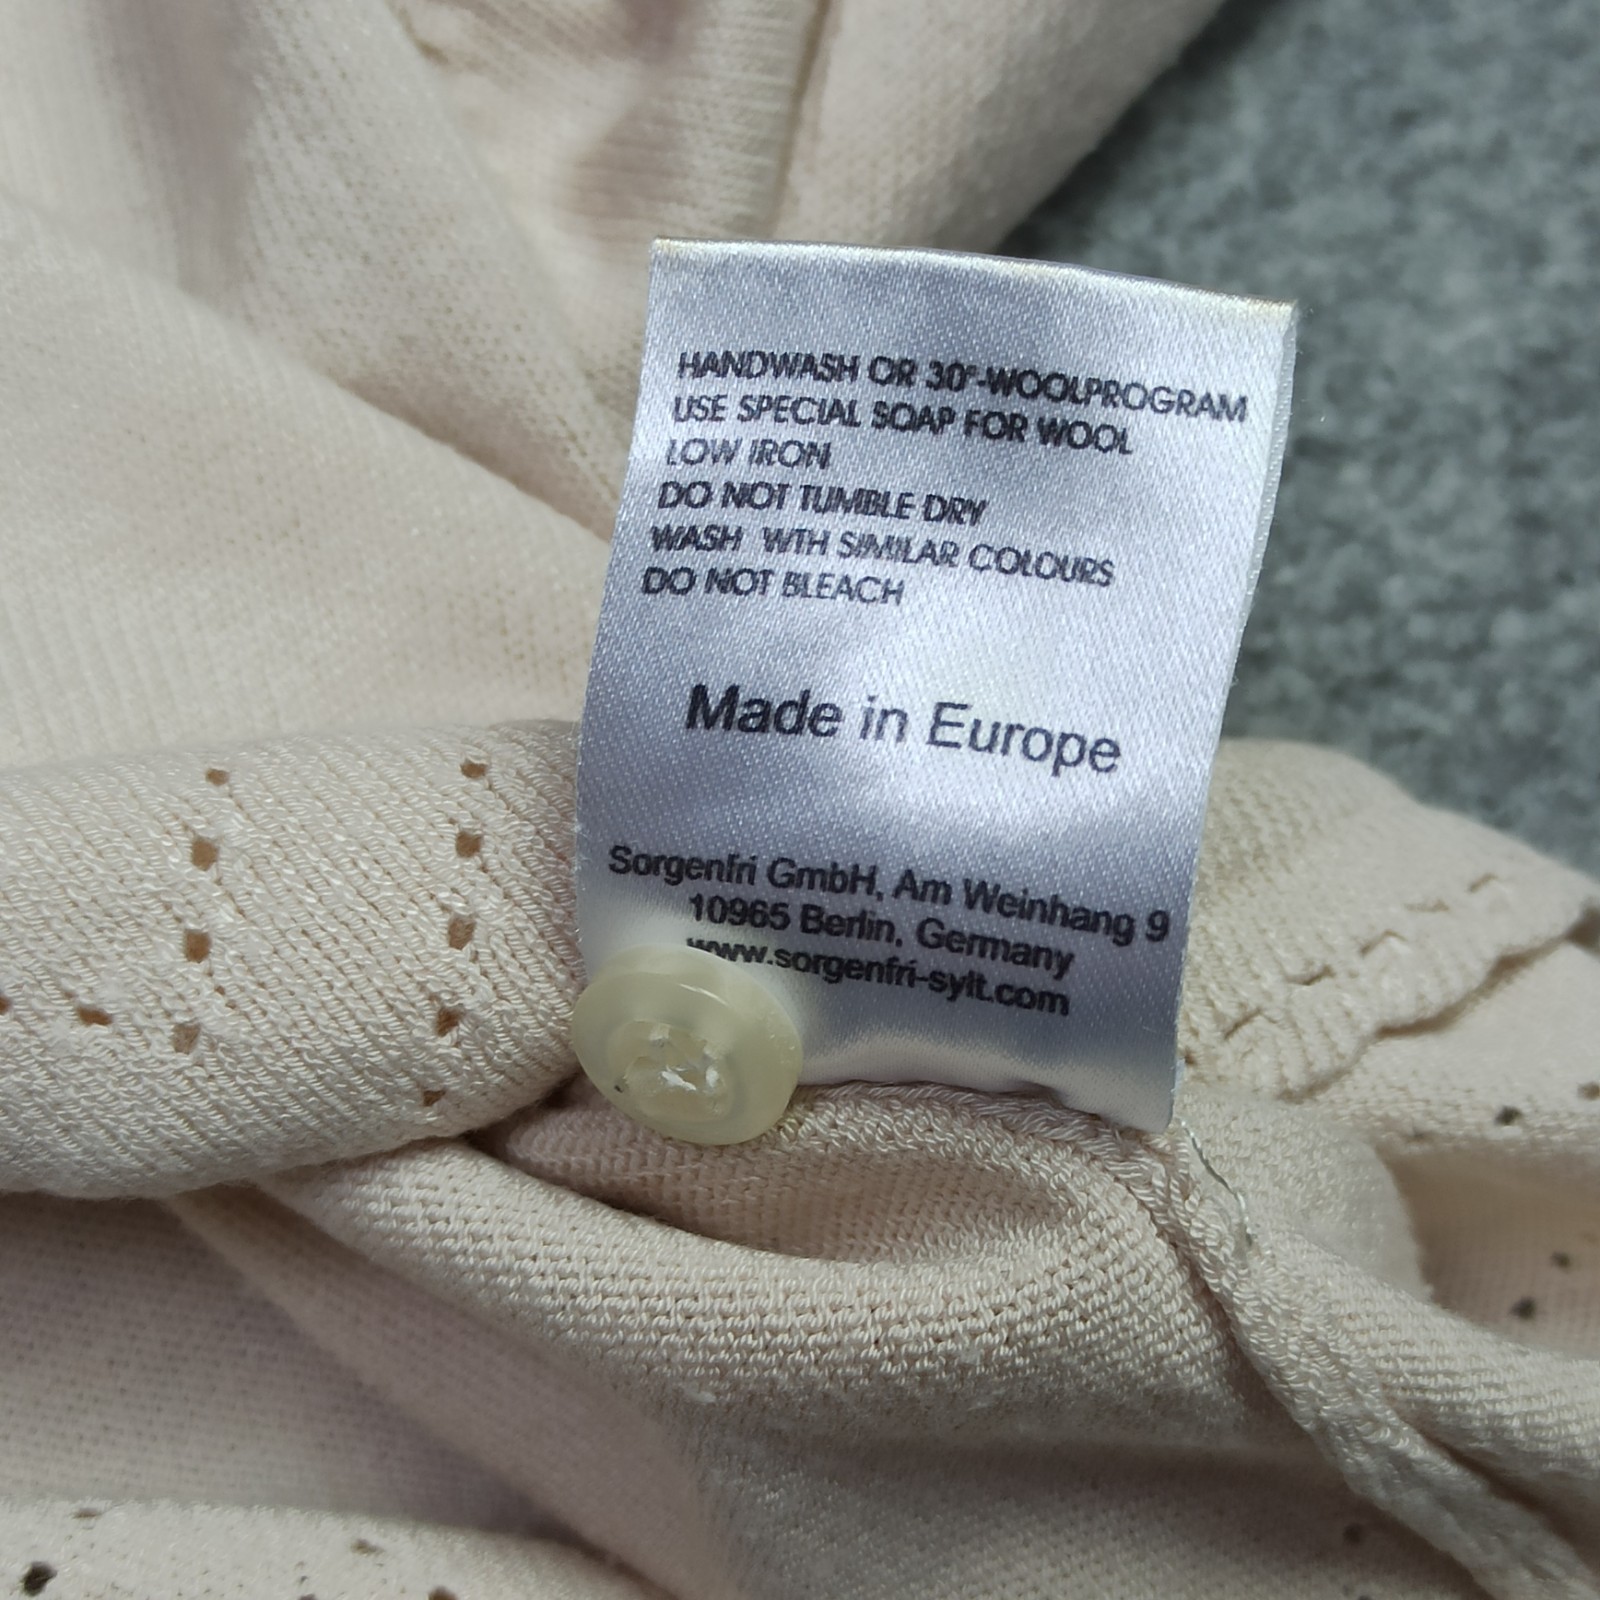 HANDWASH OR 30°-WOOLPROGRAM
USE SPECIAL SOAP FOR WOOL
LOW IRON
DO NOT TUMBLE DRY
WASH WTH SIMILAR COLOURS
DO NOT BLEACH
Made in Europe
Sorgenfri GmbH, Am Weinhang 9
10965 Berlin, Germany
www.sorgenfri-sylt.com